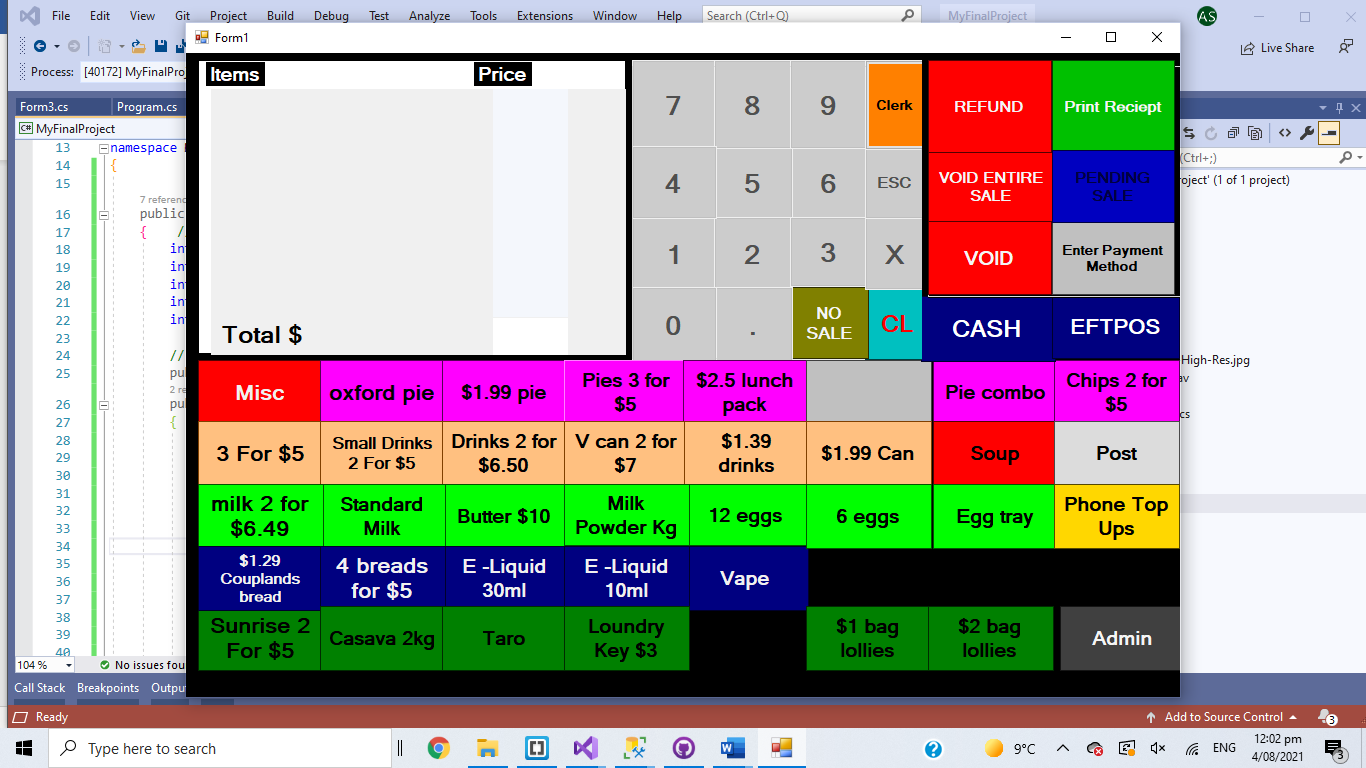 File Edit View Git Project Build Debug Test Analyze Tools Extensions Window Help Search (Ctrl+Q) MyFinalProject AS
Form1
Live Share
Process: [40172] MyFinalProj
Form3.cs Program.cs
C# MyFinalProject
(Ctrl+;)
roject' (1 of 1 project)
High-Res.jpg
av
cs
13 namespace
14 {
15
7 referenc
16 public
17 { /
18 in
19 in
20 in
21 in
22 in
23
24 //
25 pu
2 re
26 pu
27 {
28
29
30
31
32
33
34
35
36
37
38
39
40
104 % No issues fou
Call Stack Breakpoints Outpu
Items Price
Total $
7 8 9 Clerk
4 5 6 ESC
1 2 3 X
0 . NO
SALE CL
REFUND Print Reciept
VOID ENTIRE
SALE
PENDING
SALE
VOID
Enter Payment
Method
CASH EFTPOS
Misc
oxford pie
$1.99 pie
Pies 3 for
$5
$2.5 lunch
pack
Pie combo
Chips 2 for
$5
3 For $5
Small Drinks
2 For $5
Drinks 2 for
$6.50
V can 2 for
$7
$1.39
drinks
$1.99 Can
Soup
Post
milk 2 for
$6.49
Standard
Milk
Butter $10
Milk
Powder Kg
12 eggs
6 eggs
Egg tray
Phone Top
Ups
$1.29
Couplands
bread
4 breads
for $5
E -Liquid
30ml
E -Liquid
10ml
Vape
Sunrise 2
For $5
Casava 2kg
Taro
Loundry
Key $3
$1 bag
lollies
$2 bag
lollies
Admin
Ready Add to Source Control 3
Type here to search 9°C ENG 12:02 pm
4/08/2021 3